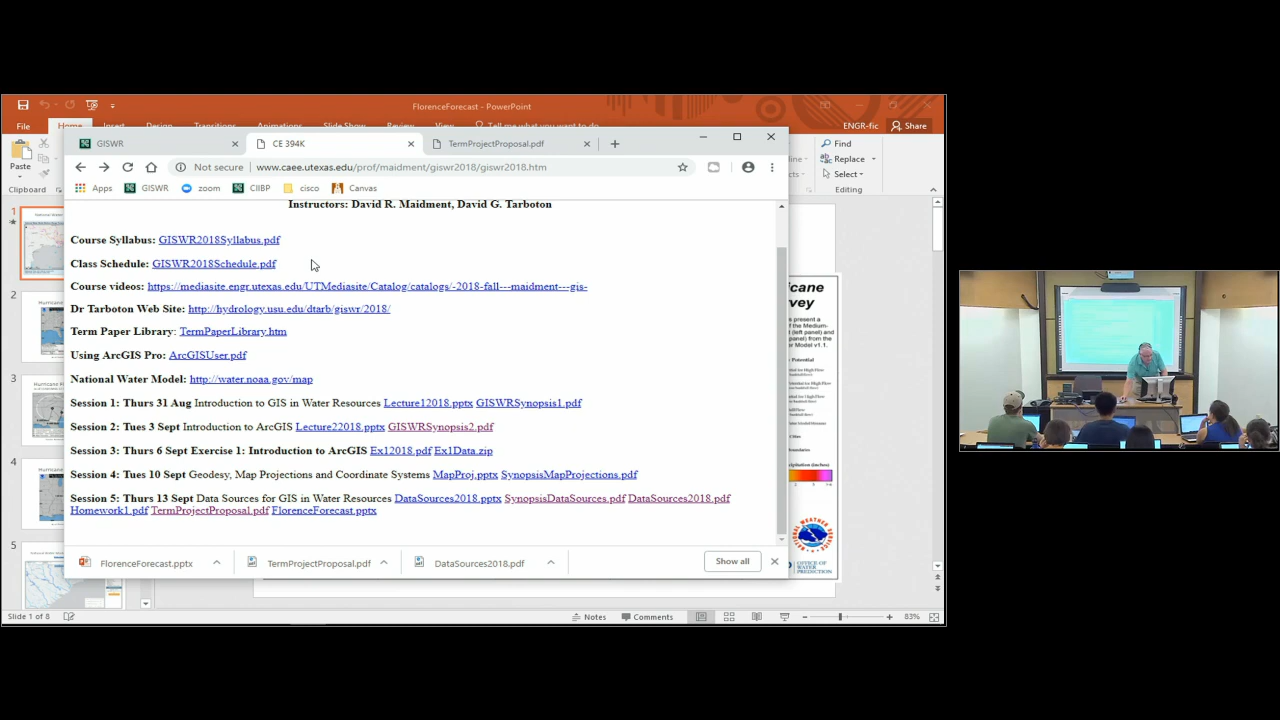 FlorenceForecast - PowerPoint
File Home Insert Design Transitions Animations Slide Show Review View Tell me what you want to do ENGR-fic Share
GISWR CE 394K TermProjectProposal.pdf
Paste
Clipboard
Find
Replace
Select
Editing
Not secure www.caee.utexas.edu/prof/maidment/giswr2018/giswr2018.htm
Apps GISWR zoom CIIBP cisco Canvas
Instructors: David R. Maidment, David G. Tarboton
Course Syllabus: GISWR2018Syllabus.pdf
Class Schedule: GISWR2018Schedule.pdf
Course videos: https://mediasite.engr.utexas.edu/UTMediasite/Catalog/catalogs/-2018-fall---maidment---gis-
Dr Tarboton Web Site: http://hydrology.usu.edu/dtarb/giswr/2018/
Term Paper Library: TermPaperLibrary.htm
Using ArcGIS Pro: ArcGISUser.pdf
National Water Model: http://water.noaa.gov/map
Session 1: Thurs 31 Aug Introduction to GIS in Water Resources Lecture12018.pptx GISWRSynopsis1.pdf
Session 2: Tues 3 Sept Introduction to ArcGIS Lecture22018.pptx GISWRSynopsis2.pdf
Session 3: Thurs 6 Sept Exercise 1: Introduction to ArcGIS Ex12018.pdf Ex1Data.zip
Session 4: Tues 10 Sept Geodesy, Map Projections and Coordinate Systems MapProj.pptx SynopsisMapProjections.pdf
Session 5: Thurs 13 Sept Data Sources for GIS in Water Resources DataSources2018.pptx SynopsisDataSources.pdf DataSources2018.pdf
Homework1.pdf TermProjectProposal.pdf FlorenceForecast.pptx
FlorenceForecast.pptx TermProjectProposal.pdf DataSources2018.pdf Show all
1
2
3
4
5
OFFICE OF
WATER
PREDICTION
Slide 1 of 8 Notes Comments 83%